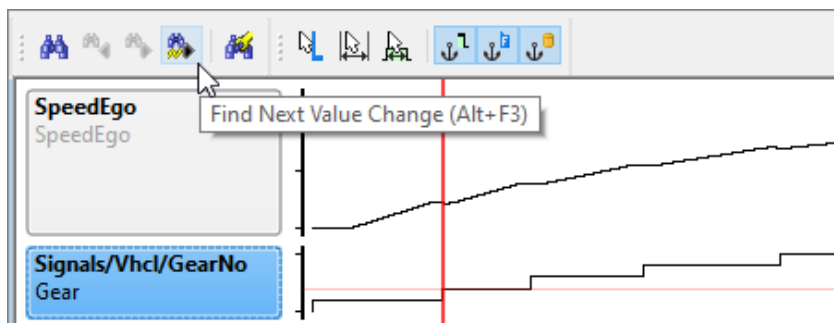 Find Next Value Change (Alt+F3)
SpeedEgo
SpeedEgo
Signals/Vhcl/GearNo
Gear